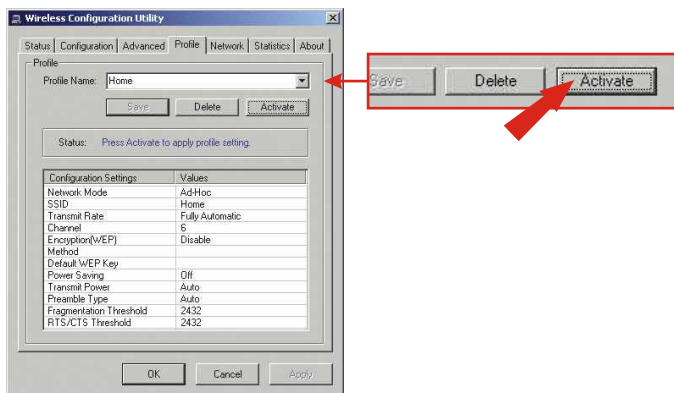 Wireless Configuration Utility
Status Configuration Advanced Profile Network Statistics About
Profile
Profile Name: Home
Save Delete Activate
Status: Press Activate to apply profile setting.
Configuration Settings Values
Network Mode Ad-Hoc
SSID Home
Transmit Rate Fully Automatic
Channel 6
Encryption(WEP) Disable
Method
Default WEP Key
Power Saving Off
Transmit Power Auto
Preamble Type Auto
Fragmentation Threshold 2432
RTS/CTS Threshold 2432
OK Cancel Apply
Save Delete Activate